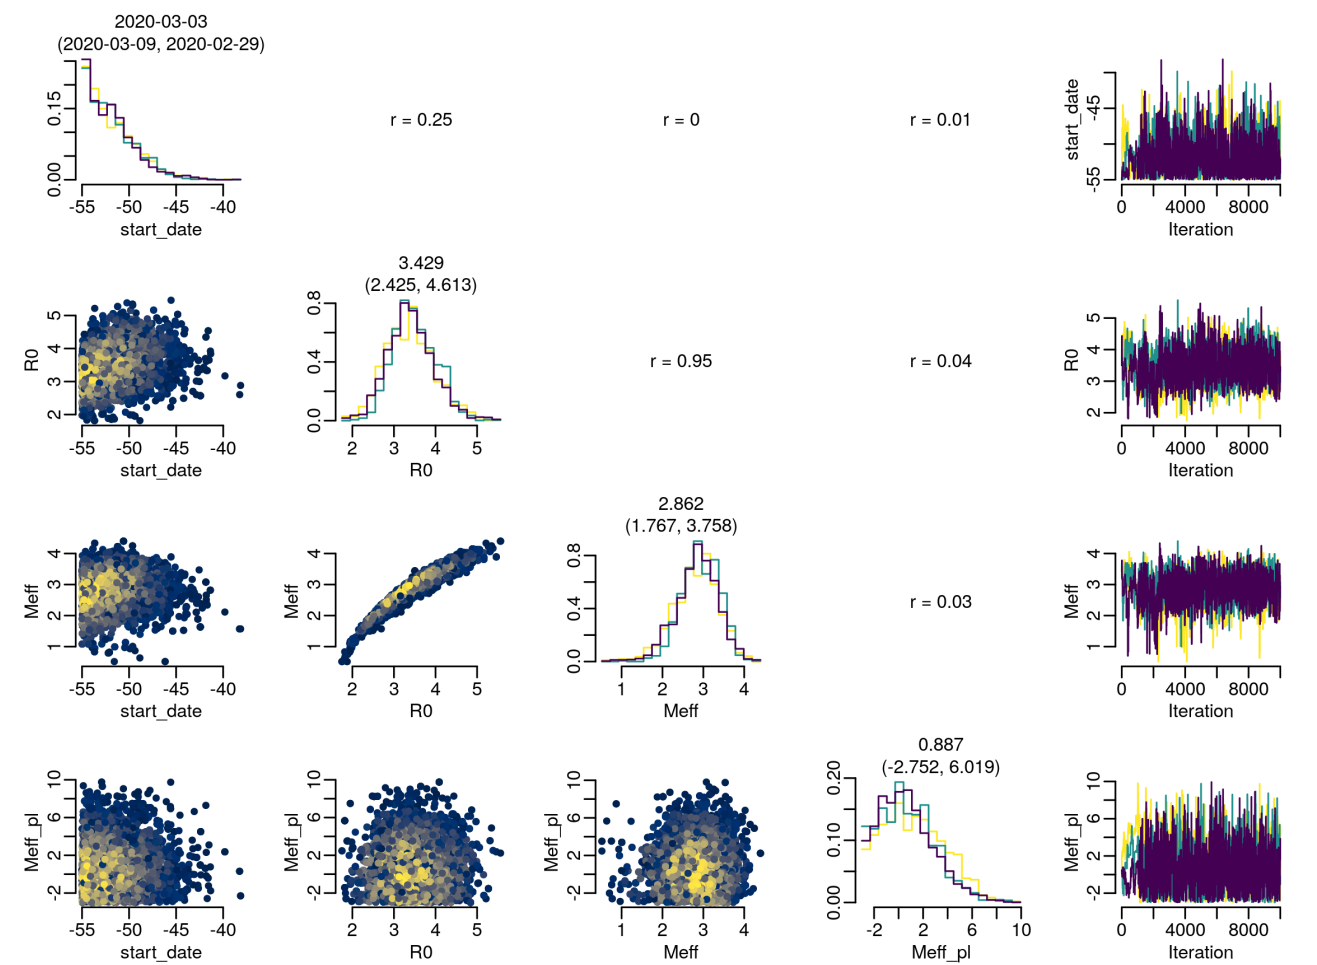 2020-03-03
(2020-03-09, 2020-02-29)
0.00 0.15
-55 -50 -45 -40
start_date
r = 0.25
r = 0
r = 0.01
start_date
-55 -45
0 4000 8000
Iteration
R0
2 3 4 5
-55 -50 -45 -40
start_date
3.429
(2.425, 4.613)
0.0 0.4 0.8
2 3 4 5
R0
r = 0.95
r = 0.04
R0
2 3 4 5
0 4000 8000
Iteration
Meff
1 2 3 4
-55 -50 -45 -40
start_date
Meff
1 2 3 4
2 3 4 5
R0
2.862
(1.767, 3.758)
0.0 0.4 0.8
1 2 3 4
Meff
r = 0.03
Meff
1 2 3 4
0 4000 8000
Iteration
Meff_pl
-2 2 6 10
-55 -50 -45 -40
start_date
Meff_pl
-2 2 6 10
2 3 4 5
R0
Meff_pl
-2 2 6 10
1 2 3 4
Meff
0.887
(-2.752, 6.019)
0.00 0.10 0.20
-2 2 6 10
Meff_pl
Meff_pl
-2 2 6 10
0 4000 8000
Iteration